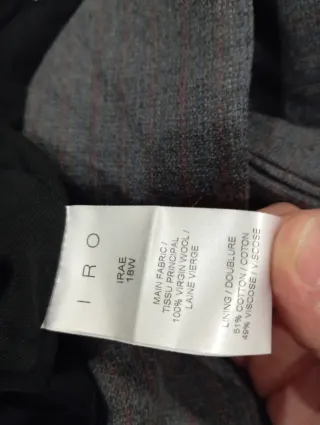 IRO
IRAE
18W
MAIN FABRIC /
TISSU PRINCIPAL
100% VIRGIN WOOL /
LAINE VIERGE
LINING / DOUBLURE
51% COTTON / COTON
49% VISCOSE / VISCOSE